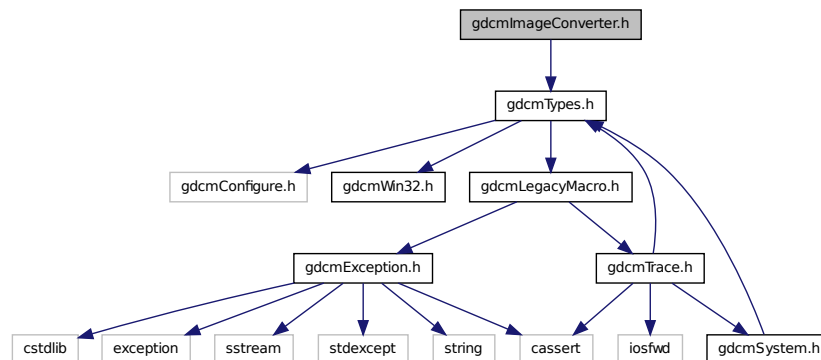 gdcmImageConverter.h
gdcmTypes.h
gdcmConfigure.h
gdcmWin32.h
gdcmLegacyMacro.h
gdcmException.h
gdcmTrace.h
cstdlib
exception
sstream
stdexcept
string
cassert
iosfwd
gdcmSystem.h